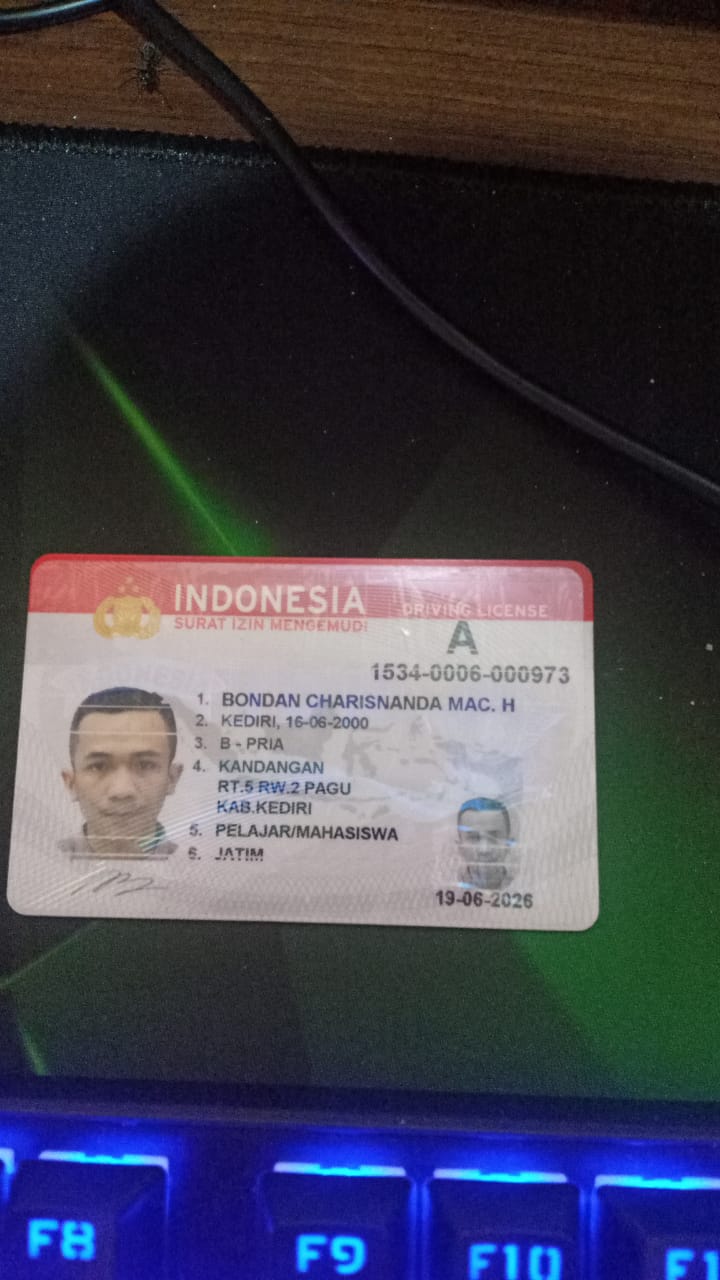 INDONESIA
SURAT IZIN MENGEMUDI
DRIVING LICENSE
A
1534-0006-000973
1. BONDAN CHARISNANDA MAC. H
2. KEDIRI, 16-06-2000
3. B - PRIA
4. KANDANGAN
RT.5 RW.2 PAGU
KAB.KEDIRI
5. PELAJAR/MAHASISWA
6. JATIM
19-06-2026
F8
F9
F10